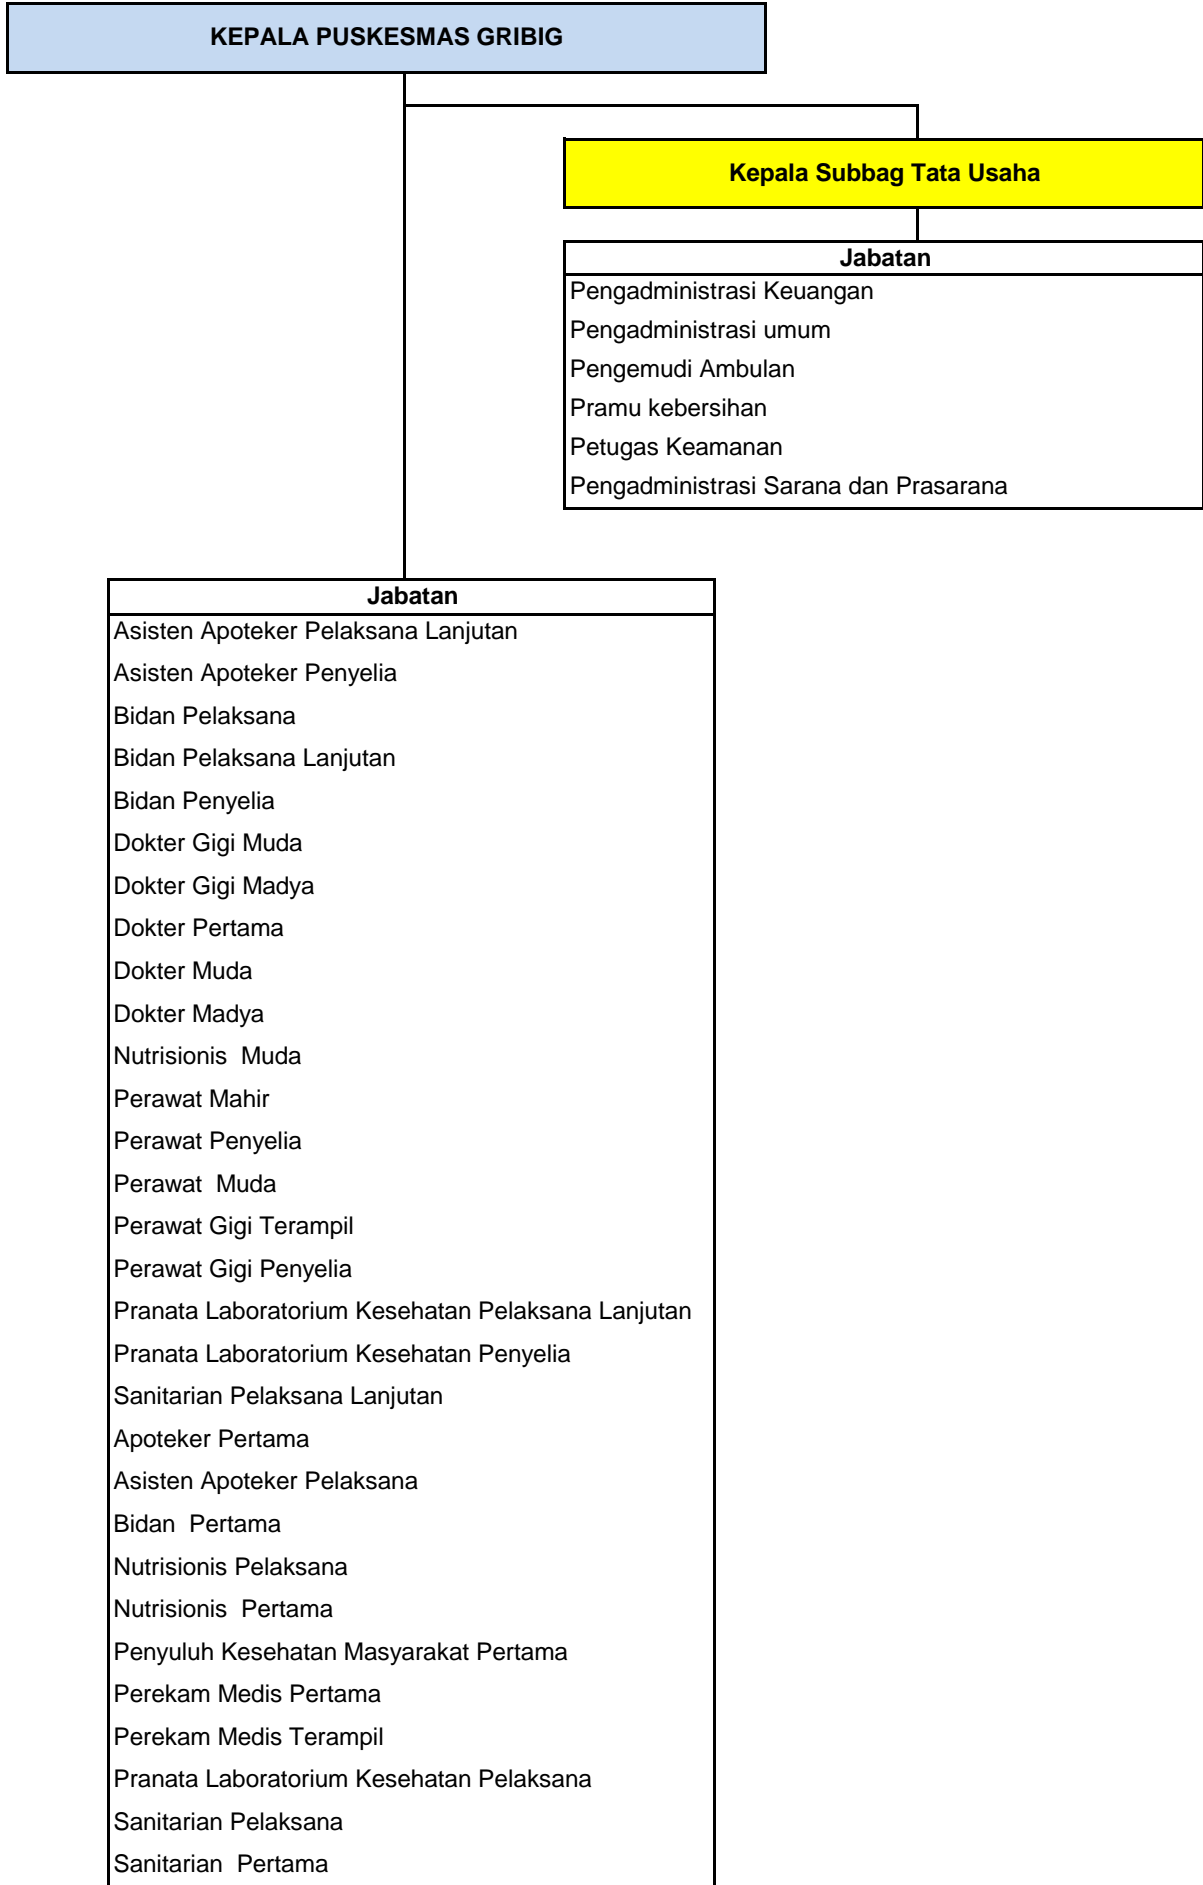 KEPALA PUSKESMAS GRIBIG
Kepala Subbag Tata Usaha
Jabatan
Pengadministrasi Keuangan
Pengadministrasi umum
Pengemudi Ambulan
Pramu kebersihan
Petugas Keamanan
Pengadministrasi Sarana dan Prasarana
Jabatan
Asisten Apoteker Pelaksana Lanjutan
Asisten Apoteker Penyelia
Bidan Pelaksana
Bidan Pelaksana Lanjutan
Bidan Penyelia
Dokter Gigi Muda
Dokter Gigi Madya
Dokter Pertama
Dokter Muda
Dokter Madya
Nutrisionis  Muda
Perawat Mahir
Perawat Penyelia
Perawat  Muda
Perawat Gigi Terampil
Perawat Gigi Penyelia
Pranata Laboratorium Kesehatan Pelaksana Lanjutan
Pranata Laboratorium Kesehatan Penyelia
Sanitarian Pelaksana Lanjutan
Apoteker Pertama
Asisten Apoteker Pelaksana
Bidan  Pertama
Nutrisionis Pelaksana
Nutrisionis  Pertama
Penyuluh Kesehatan Masyarakat Pertama
Perekam Medis Pertama
Perekam Medis Terampil
Pranata Laboratorium Kesehatan Pelaksana
Sanitarian Pelaksana
Sanitarian  Pertama